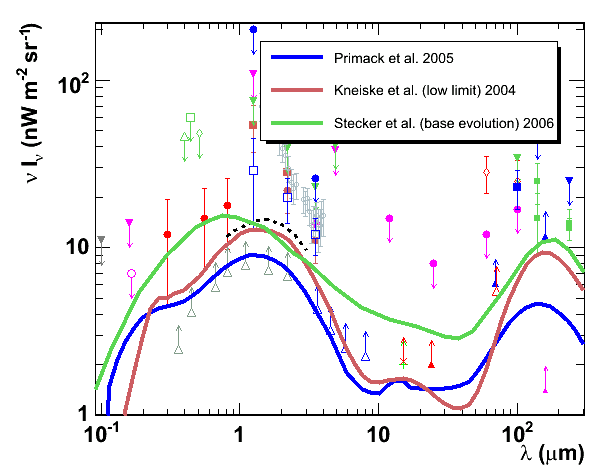 ν Iν (nW m-2 sr-1)
10²
10
1
10-1
1
10
10²
λ (μm)
Primack et al. 2005
Kneiske et al. (low limit) 2004
Stecker et al. (base evolution) 2006